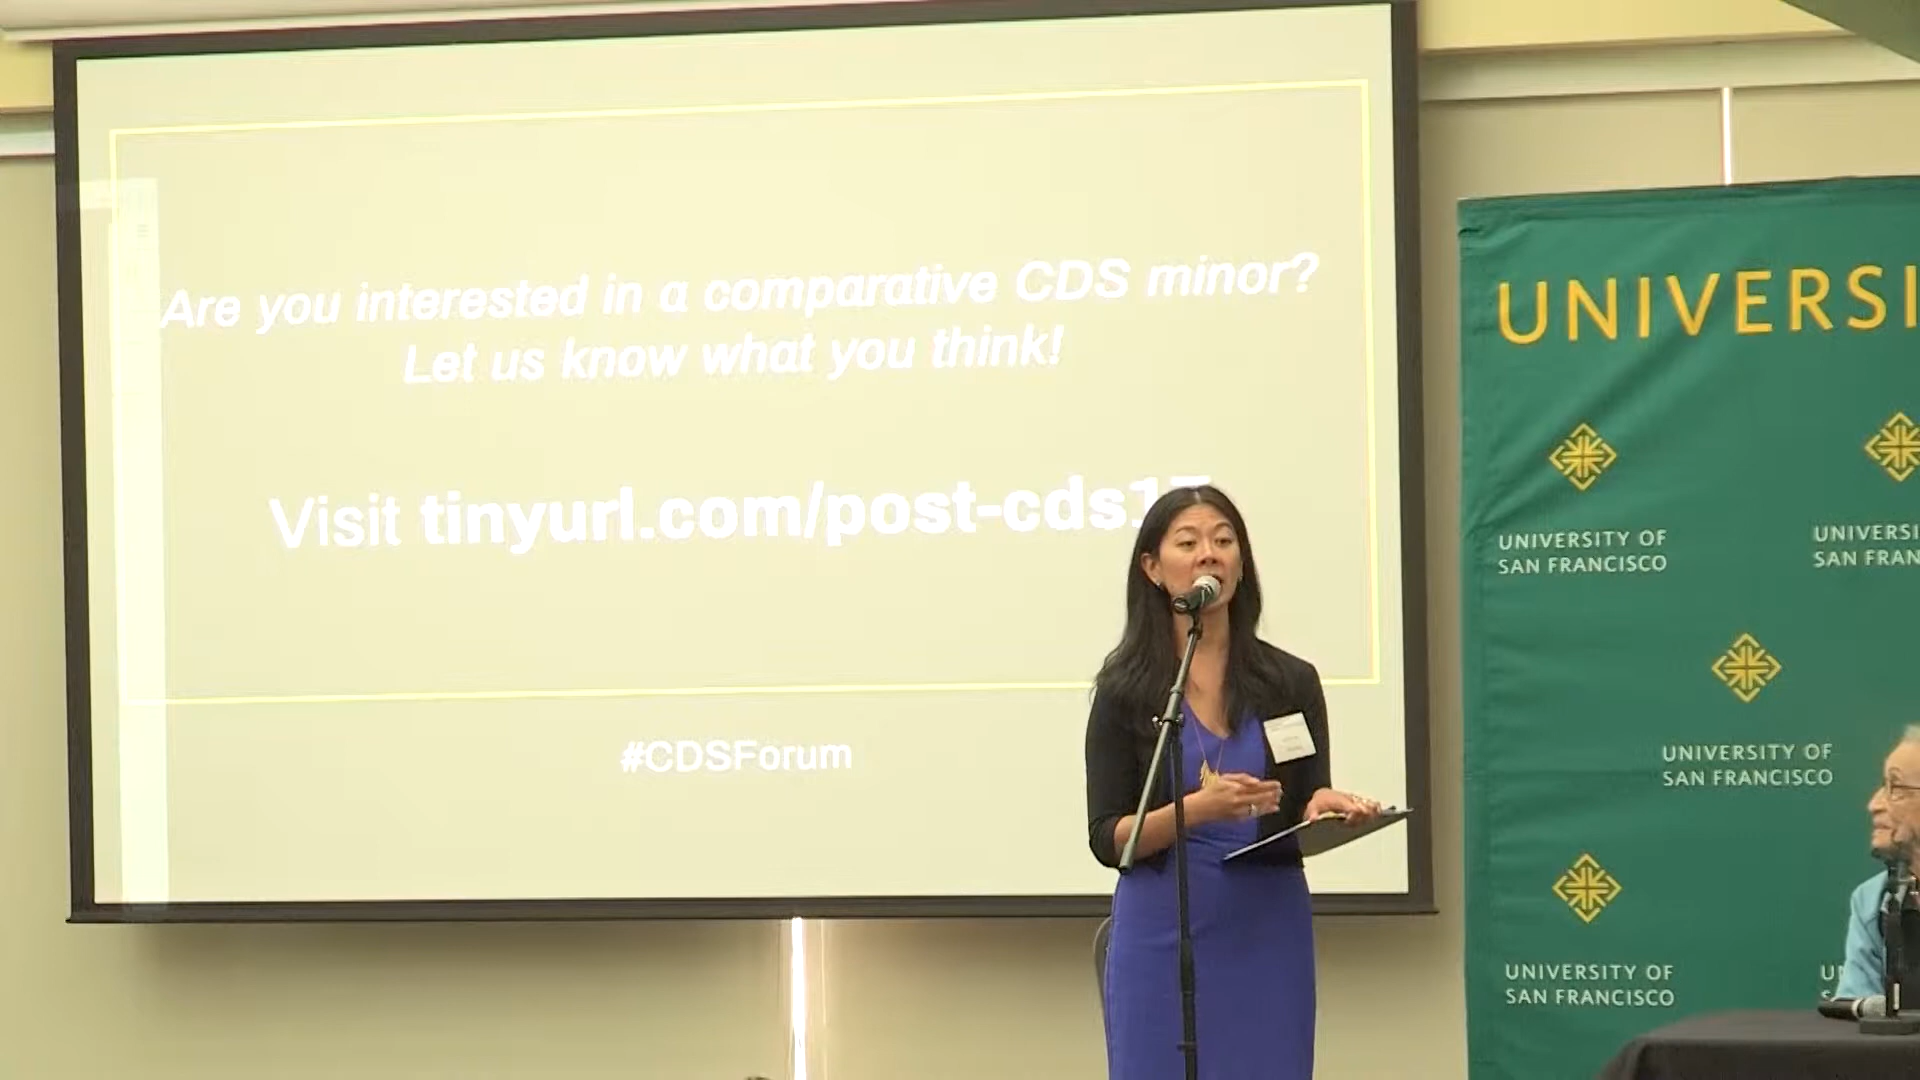 Are you interested in a comparative CDS minor?
Let us know what you think!
Visit tinyurl.com/post-cds17
#CDSForum
UNIVERSI
UNIVERSITY OF
SAN FRANCISCO
UNIVERSI
SAN FRAN
UNIVERSITY OF
SAN FRANCISCO
UNIVERSITY OF
SAN FRANCISCO